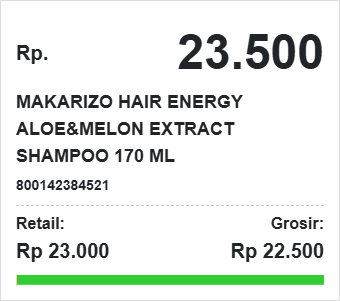 Rp. 23.500
MAKARIZO HAIR ENERGY
ALOE&MELON EXTRACT
SHAMPOO 170 ML
800142384521
Retail: Grosir:
Rp 23.000 Rp 22.500